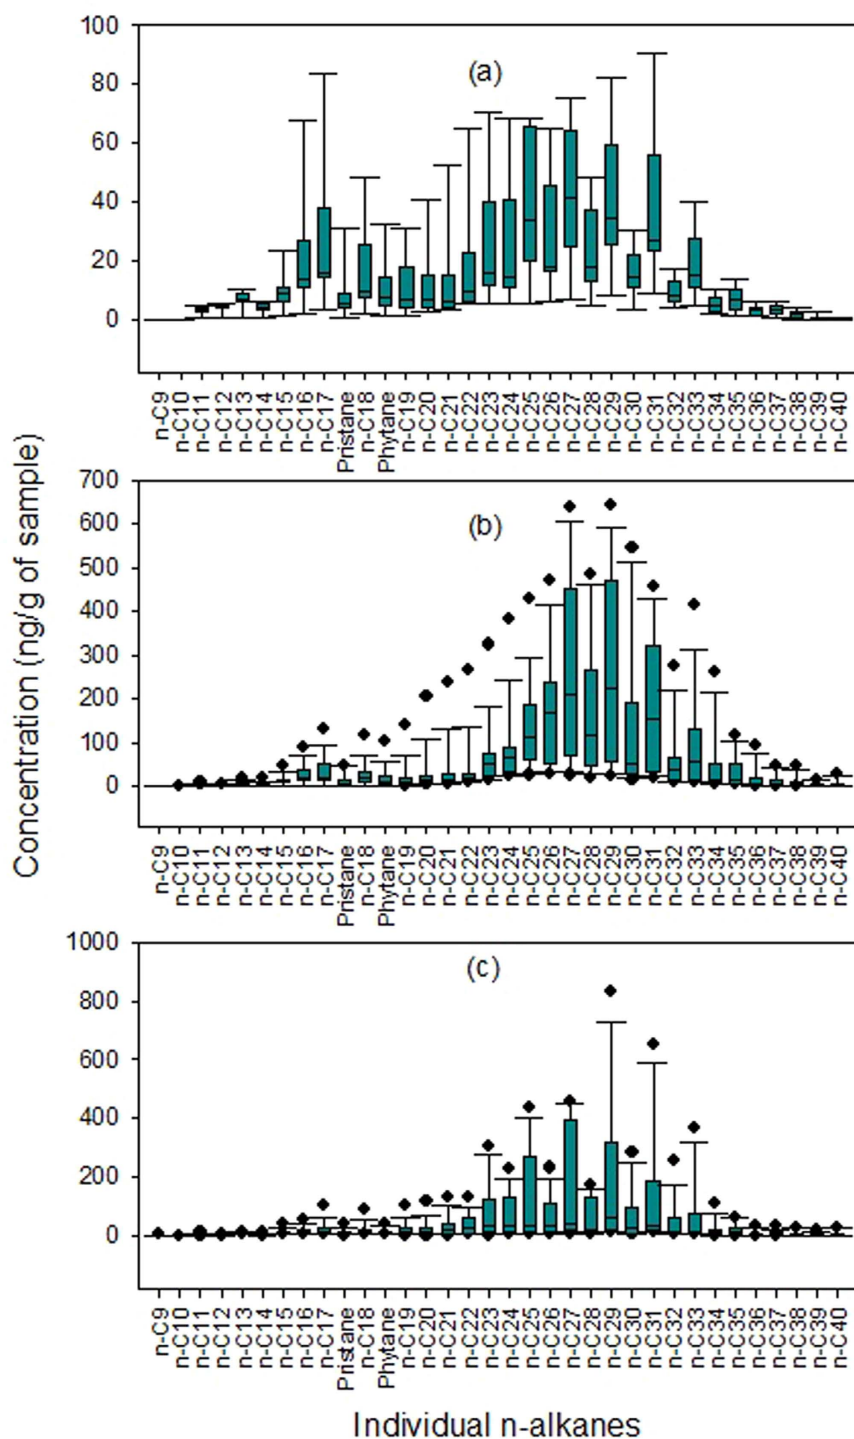 Concentration (ng/g of sample)
100
80
60
40
20
0
(a)
n-C9
n-C10
n-C11
n-C12
n-C13
n-C14
n-C15
n-C16
n-C17
Pristane
n-C18
Phytane
n-C19
n-C20
n-C21
n-C22
n-C23
n-C24
n-C25
n-C26
n-C27
n-C28
n-C29
n-C30
n-C31
n-C32
n-C33
n-C34
n-C35
n-C36
n-C37
n-C38
n-C39
n-C40
700
600
500
400
300
200
100
0
(b)
n-C9
n-C10
n-C11
n-C12
n-C13
n-C14
n-C15
n-C16
n-C17
Pristane
n-C18
Phytane
n-C19
n-C20
n-C21
n-C22
n-C23
n-C24
n-C25
n-C26
n-C27
n-C28
n-C29
n-C30
n-C31
n-C32
n-C33
n-C34
n-C35
n-C36
n-C37
n-C38
n-C39
n-C40
1000
800
600
400
200
0
(c)
n-C9
n-C10
n-C11
n-C12
n-C13
n-C14
n-C15
n-C16
n-C17
Pristane
n-C18
Phytane
n-C19
n-C20
n-C21
n-C22
n-C23
n-C24
n-C25
n-C26
n-C27
n-C28
n-C29
n-C30
n-C31
n-C32
n-C33
n-C34
n-C35
n-C36
n-C37
n-C38
n-C39
n-C40
Individual n-alkanes